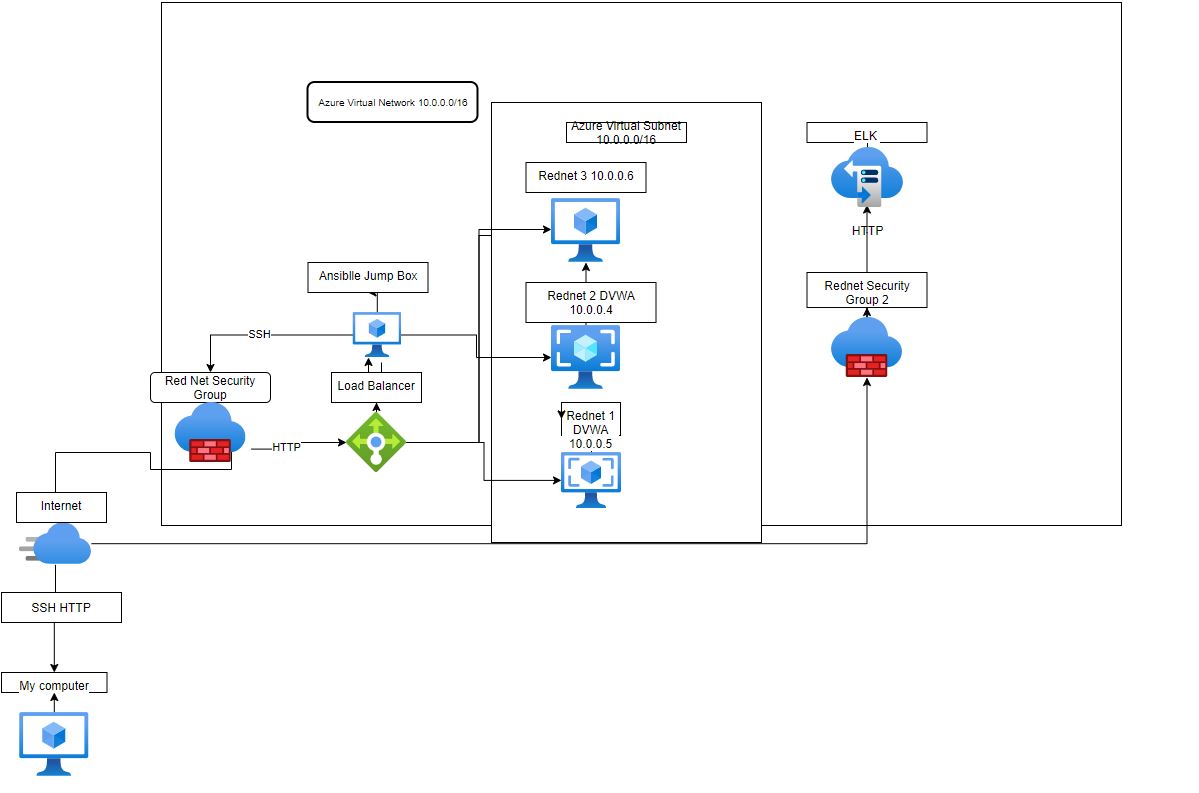 Azure Virtual Network 10.0.0.0/16
Azure Virtual Subnet
10.0.0.0/16
ELK
Rednet 3 10.0.0.6
HTTP
Ansiblle Jump Box
Rednet 2 DVWA
10.0.0.4
Rednet Security
Group 2
SSH
Red Net Security
Group
Load Balancer
Rednet 1
DVWA
10.0.0.5
HTTP
Internet
SSH HTTP
My computer